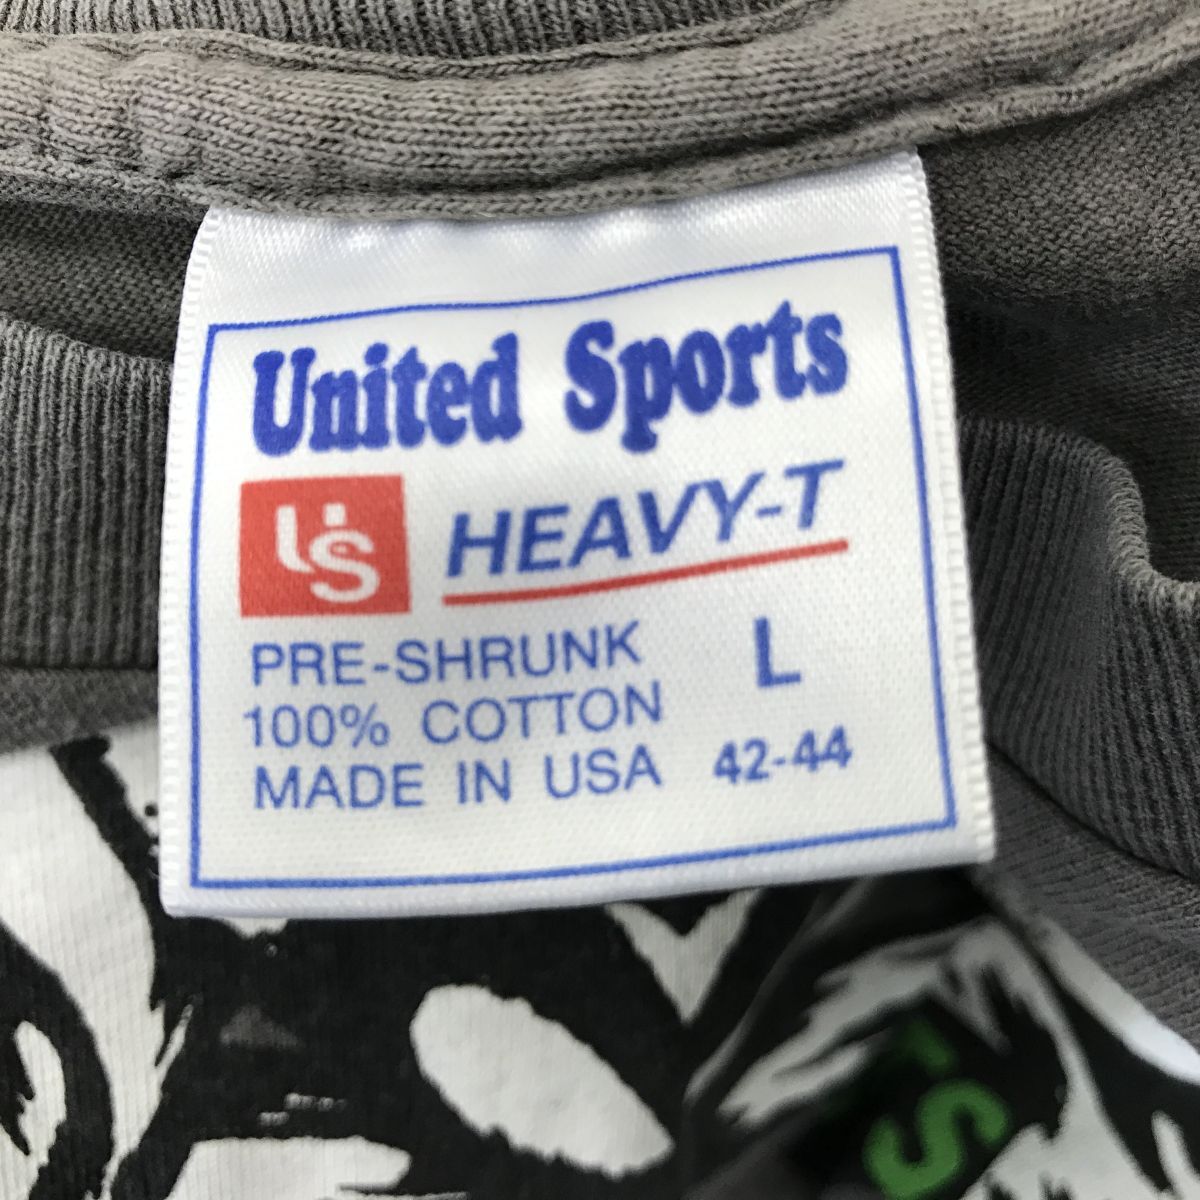 United Sports
US HEAVY-T
PRE-SHRUNK L
100% COTTON
MADE IN USA 42-44
'S